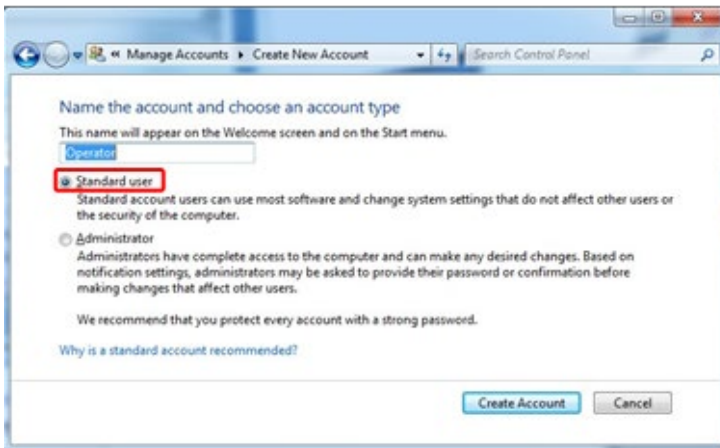 « Manage Accounts ▸ Create New Account
Search Control Panel
Name the account and choose an account type
This name will appear on the Welcome screen and on the Start menu.
Operator
Standard user
Standard account users can use most software and change system settings that do not affect other users or
the security of the computer.
Administrator
Administrators have complete access to the computer and can make any desired changes. Based on
notification settings, administrators may be asked to provide their password or confirmation before
making changes that affect other users.
We recommend that you protect every account with a strong password.
Why is a standard account recommended?
Create Account
Cancel